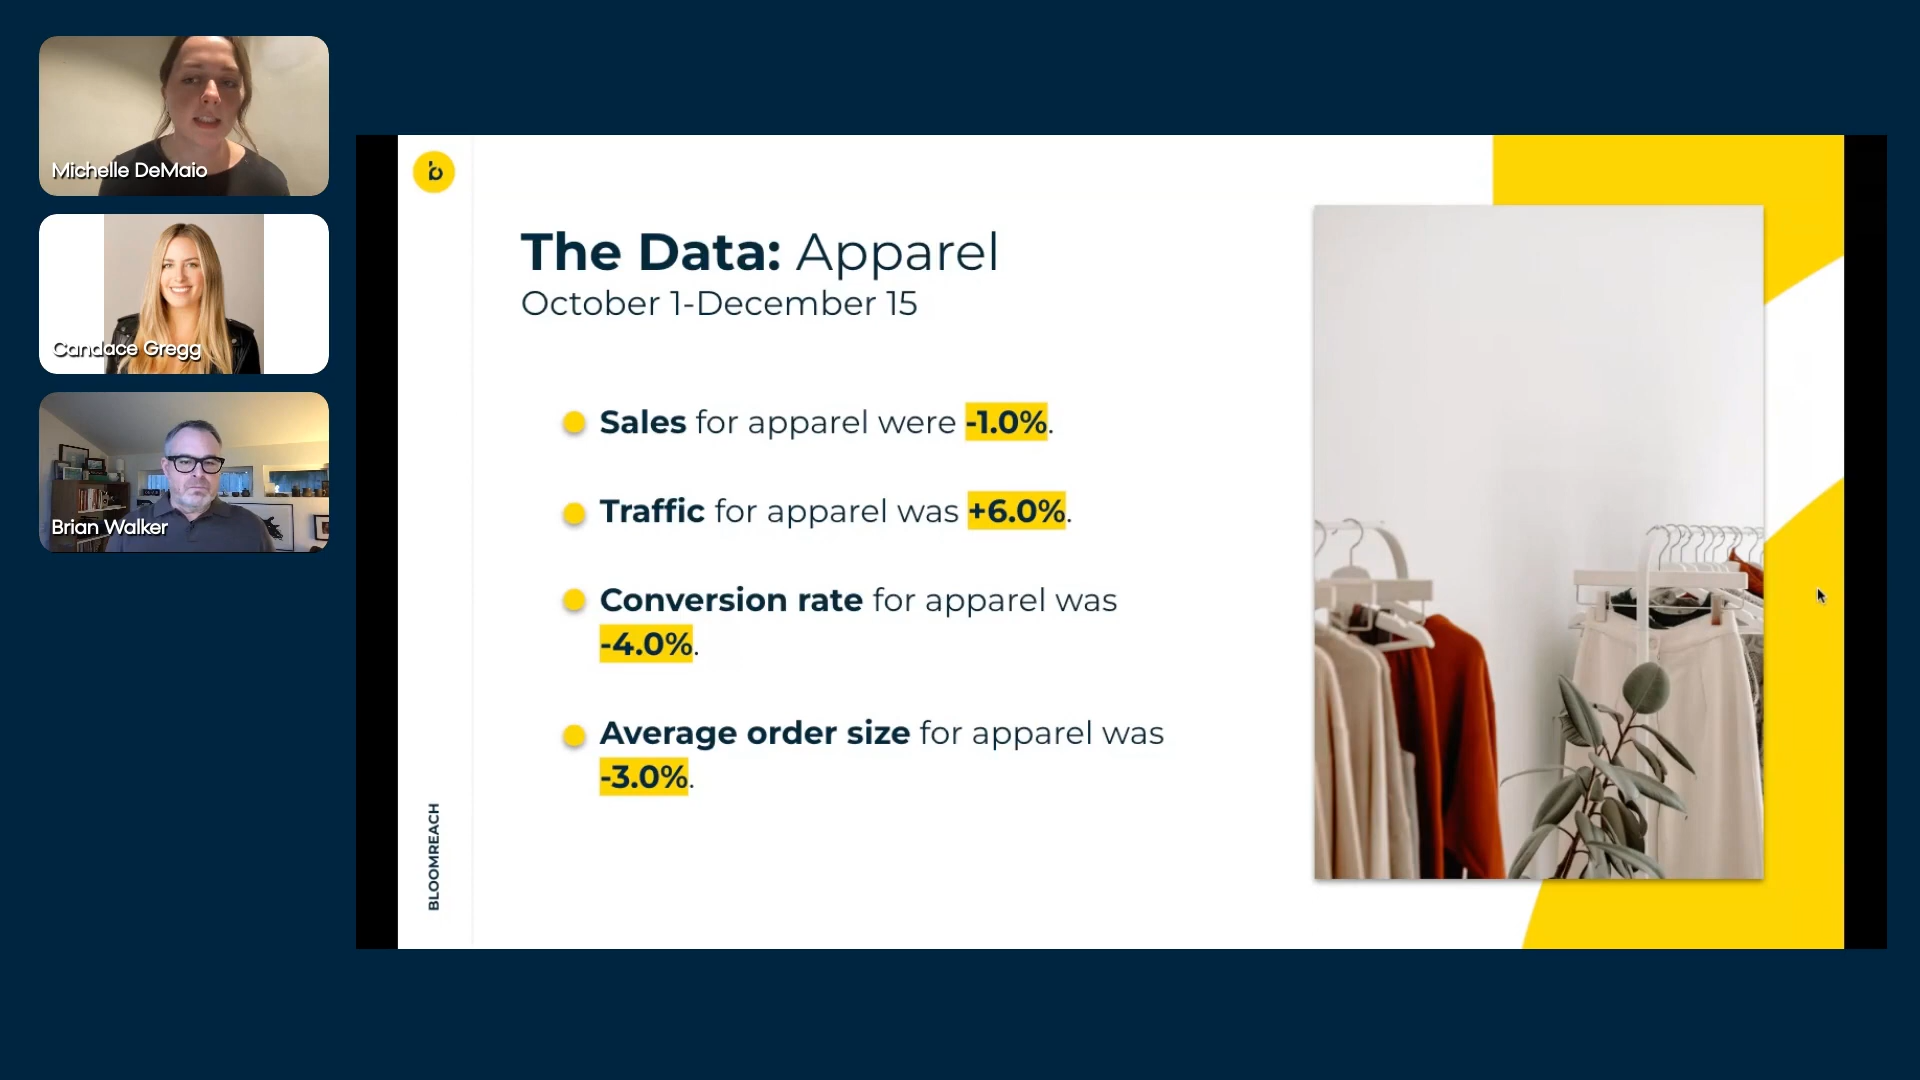 Michelle DeMaio
Candace Gregg
Brian Walker
b
The Data: Apparel
October 1-December 15
Sales for apparel were -1.0%.
Traffic for apparel was +6.0%.
Conversion rate for apparel was
-4.0%.
Average order size for apparel was
-3.0%.
BLOOMREACH